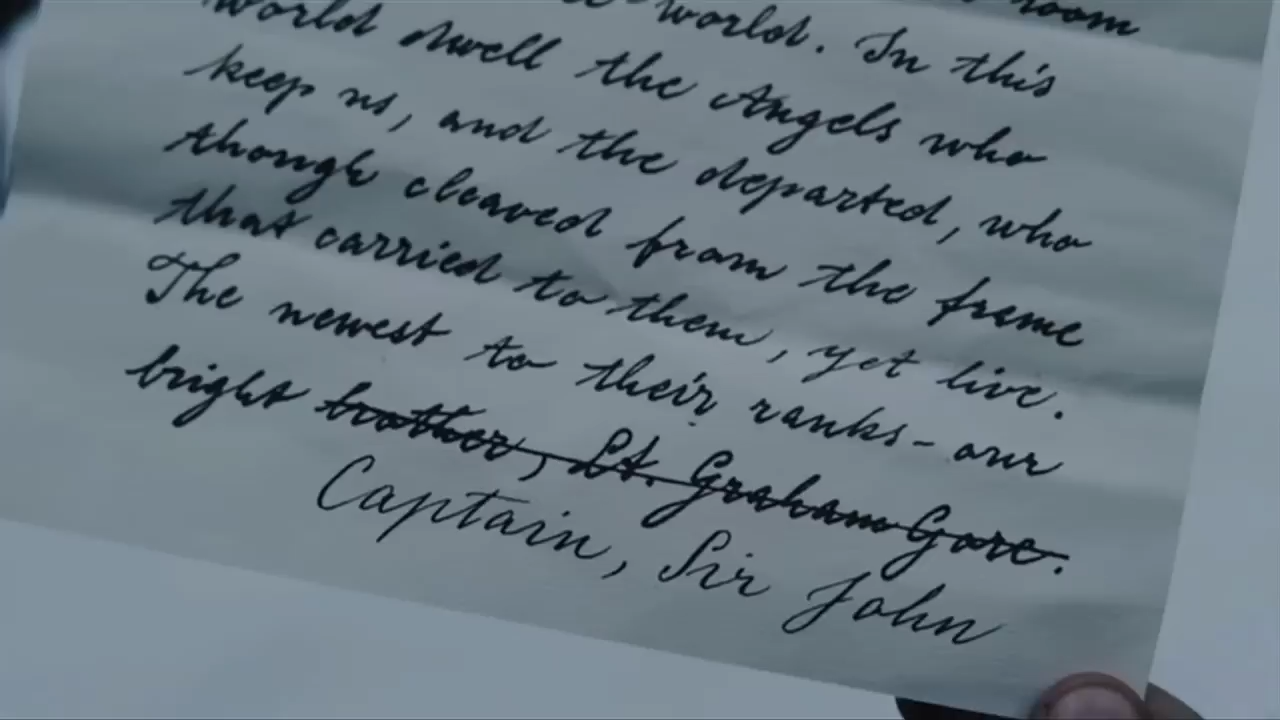 room
world. In this
world dwell the Angels who
keep us, and the departed, who
though cleaved from the frame
that carried to them, yet live.
The newest to their ranks - our
bright brother, Lt. Graham Gore.
Captain, Sir John